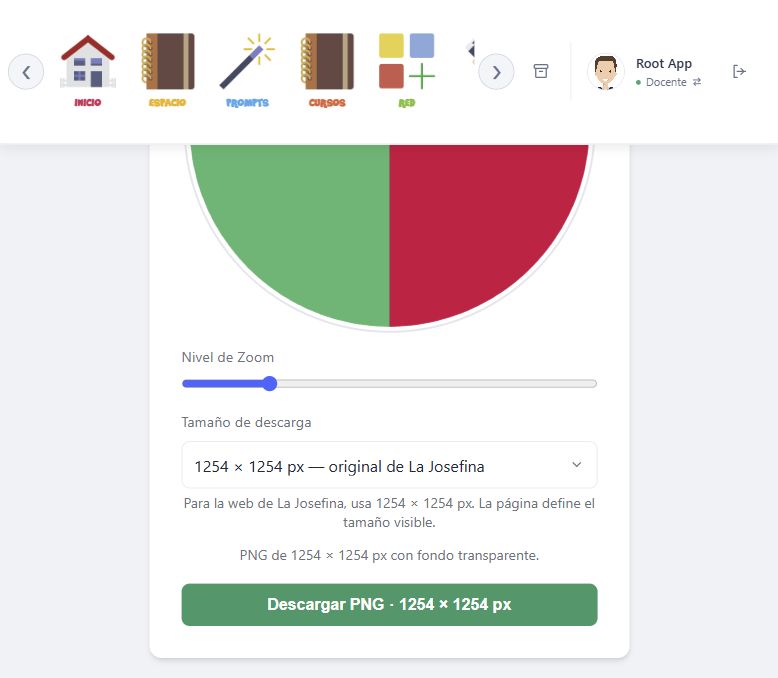 INICIO
ESPACIO
PROMPTS
CURSOS
RED
Root App
Docente
Nivel de Zoom
Tamaño de descarga
1254 × 1254 px — original de La Josefina
Para la web de La Josefina, usa 1254 × 1254 px. La página define el
tamaño visible.
PNG de 1254 × 1254 px con fondo transparente.
Descargar PNG · 1254 × 1254 px